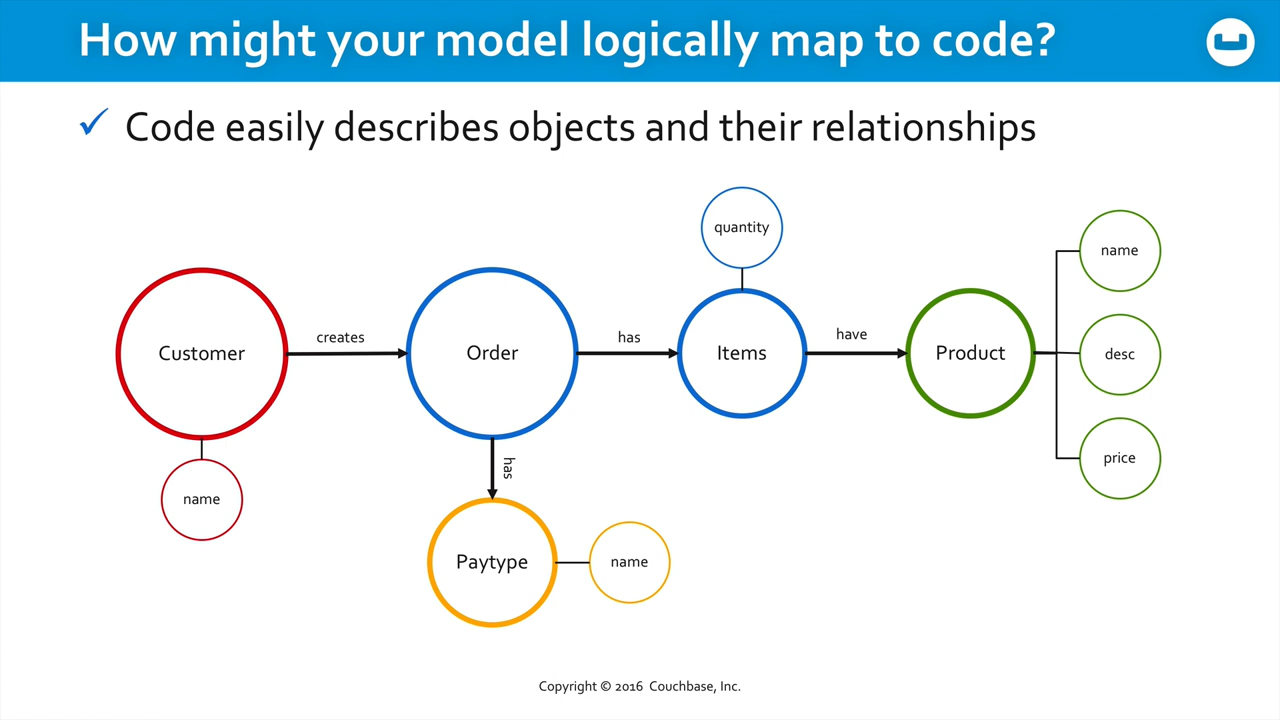 How might your model logically map to code?
✓ Code easily describes objects and their relationships
quantity
name
Customer
creates
Order
has
Items
have
Product
desc
has
price
name
Paytype
name
Copyright © 2016 Couchbase, Inc.